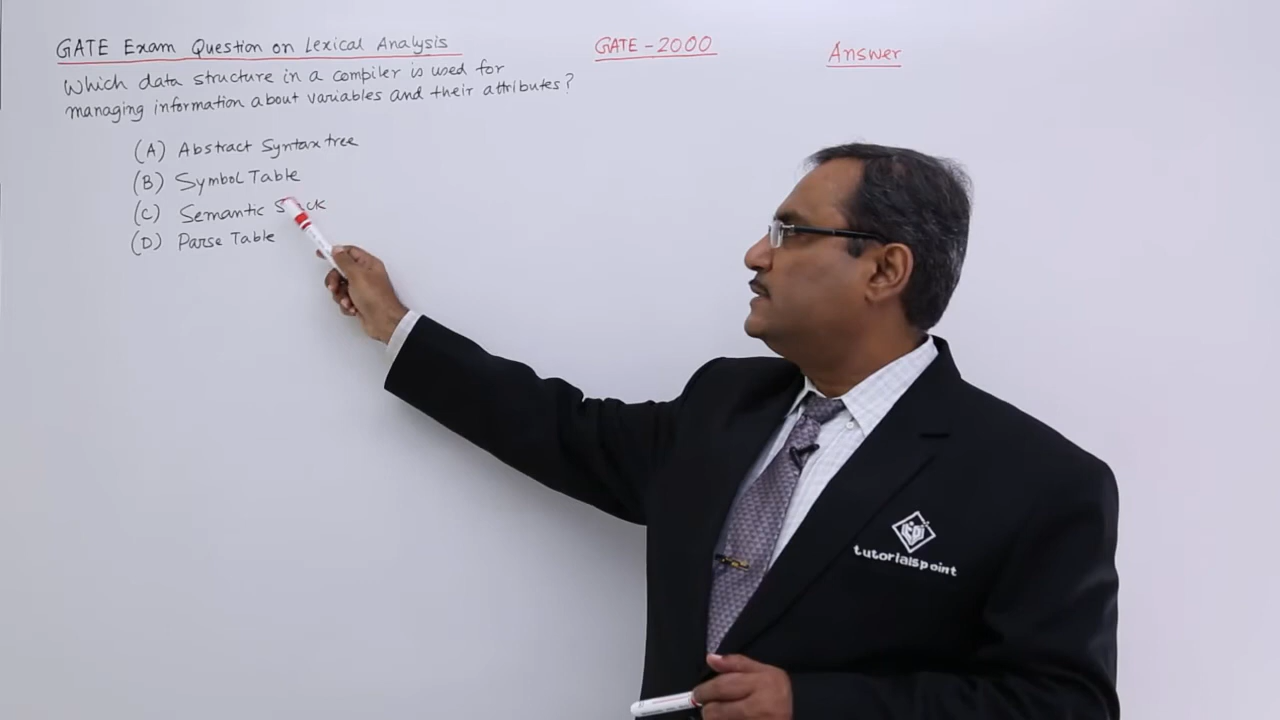 GATE Exam Question on Lexical Analysis
GATE-2000
Answer
Which data structure in a compiler is used for
managing information about variables and their attributes?
(A) Abstract Syntax tree
(B) Symbol Table
(C) Semantic
(D) Parse Table
tutorialspoint